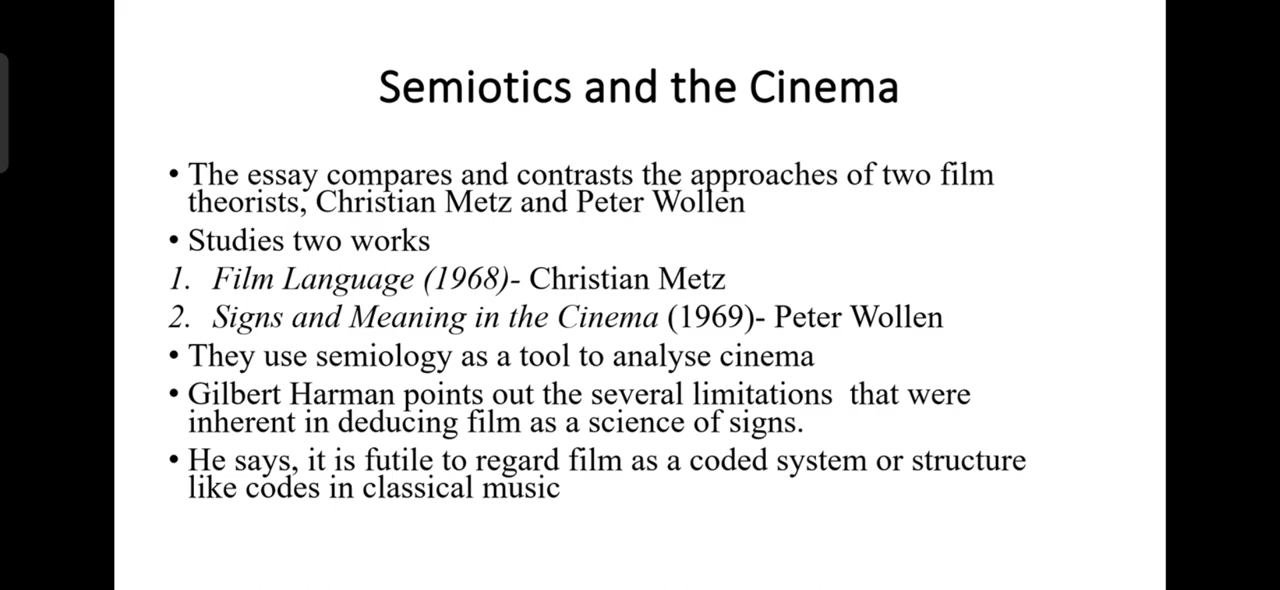 Semiotics and the Cinema
• The essay compares and contrasts the approaches of two film
theorists, Christian Metz and Peter Wollen
• Studies two works
1. Film Language (1968)- Christian Metz
2. Signs and Meaning in the Cinema (1969)- Peter Wollen
• They use semiology as a tool to analyse cinema
• Gilbert Harman points out the several limitations  that were
inherent in deducing film as a science of signs.
• He says, it is futile to regard film as a coded system or structure
like codes in classical music